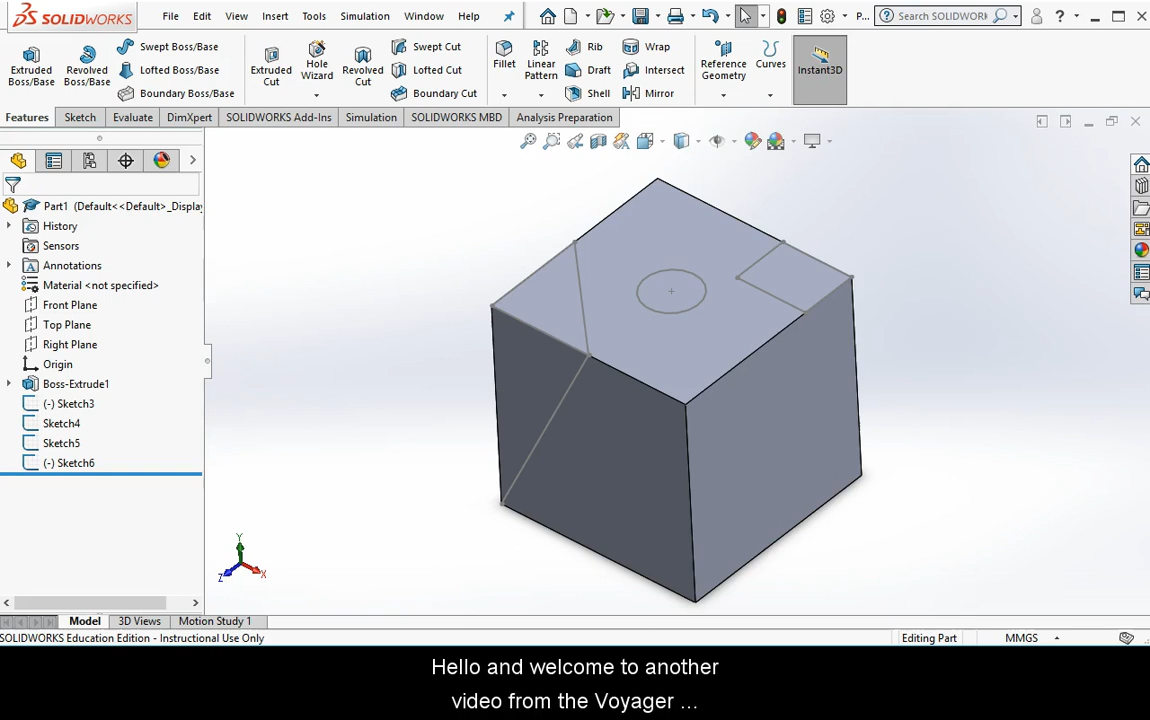 SOLIDWORKS
File Edit View Insert Tools Simulation Window Help
P...
Search SOLIDWORK
Extruded Boss/Base
Revolved Boss/Base
Swept Boss/Base
Lofted Boss/Base
Boundary Boss/Base
Extruded Cut
Hole Wizard
Revolved Cut
Swept Cut
Lofted Cut
Boundary Cut
Fillet
Linear Pattern
Rib
Draft
Shell
Wrap
Intersect
Mirror
Reference Geometry
Curves
Instant3D
Features Sketch Evaluate DimXpert SOLIDWORKS Add-Ins Simulation SOLIDWORKS MBD Analysis Preparation
Part1 (Default<<Default>_Display
History
Sensors
Annotations
Material <not specified>
Front Plane
Top Plane
Right Plane
Origin
Boss-Extrude1
(-) Sketch3
Sketch4
Sketch5
(-) Sketch6
Y
Z X
Model 3D Views Motion Study 1
SOLIDWORKS Education Edition - Instructional Use Only
Editing Part MMGS
Hello and welcome to another
video from the Voyager ...